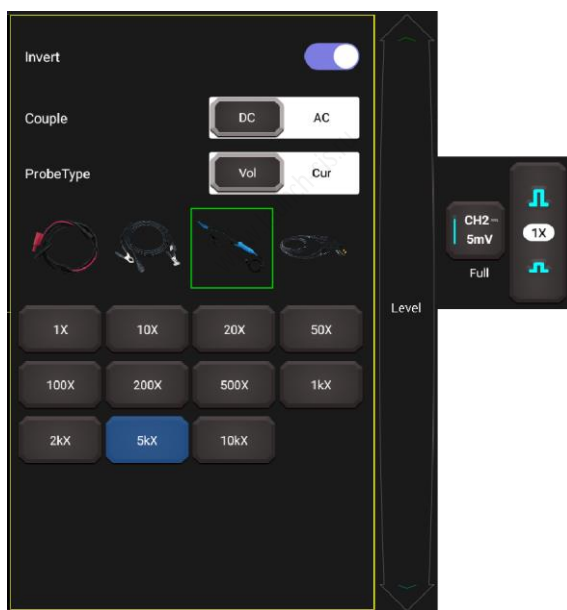 Invert
Couple DC AC
ProbeType Vol Cur
1X 10X 20X 50X
100X 200X 500X 1kX
2kX 5kX 10kX
Level
CH2
5mV
Full
1X